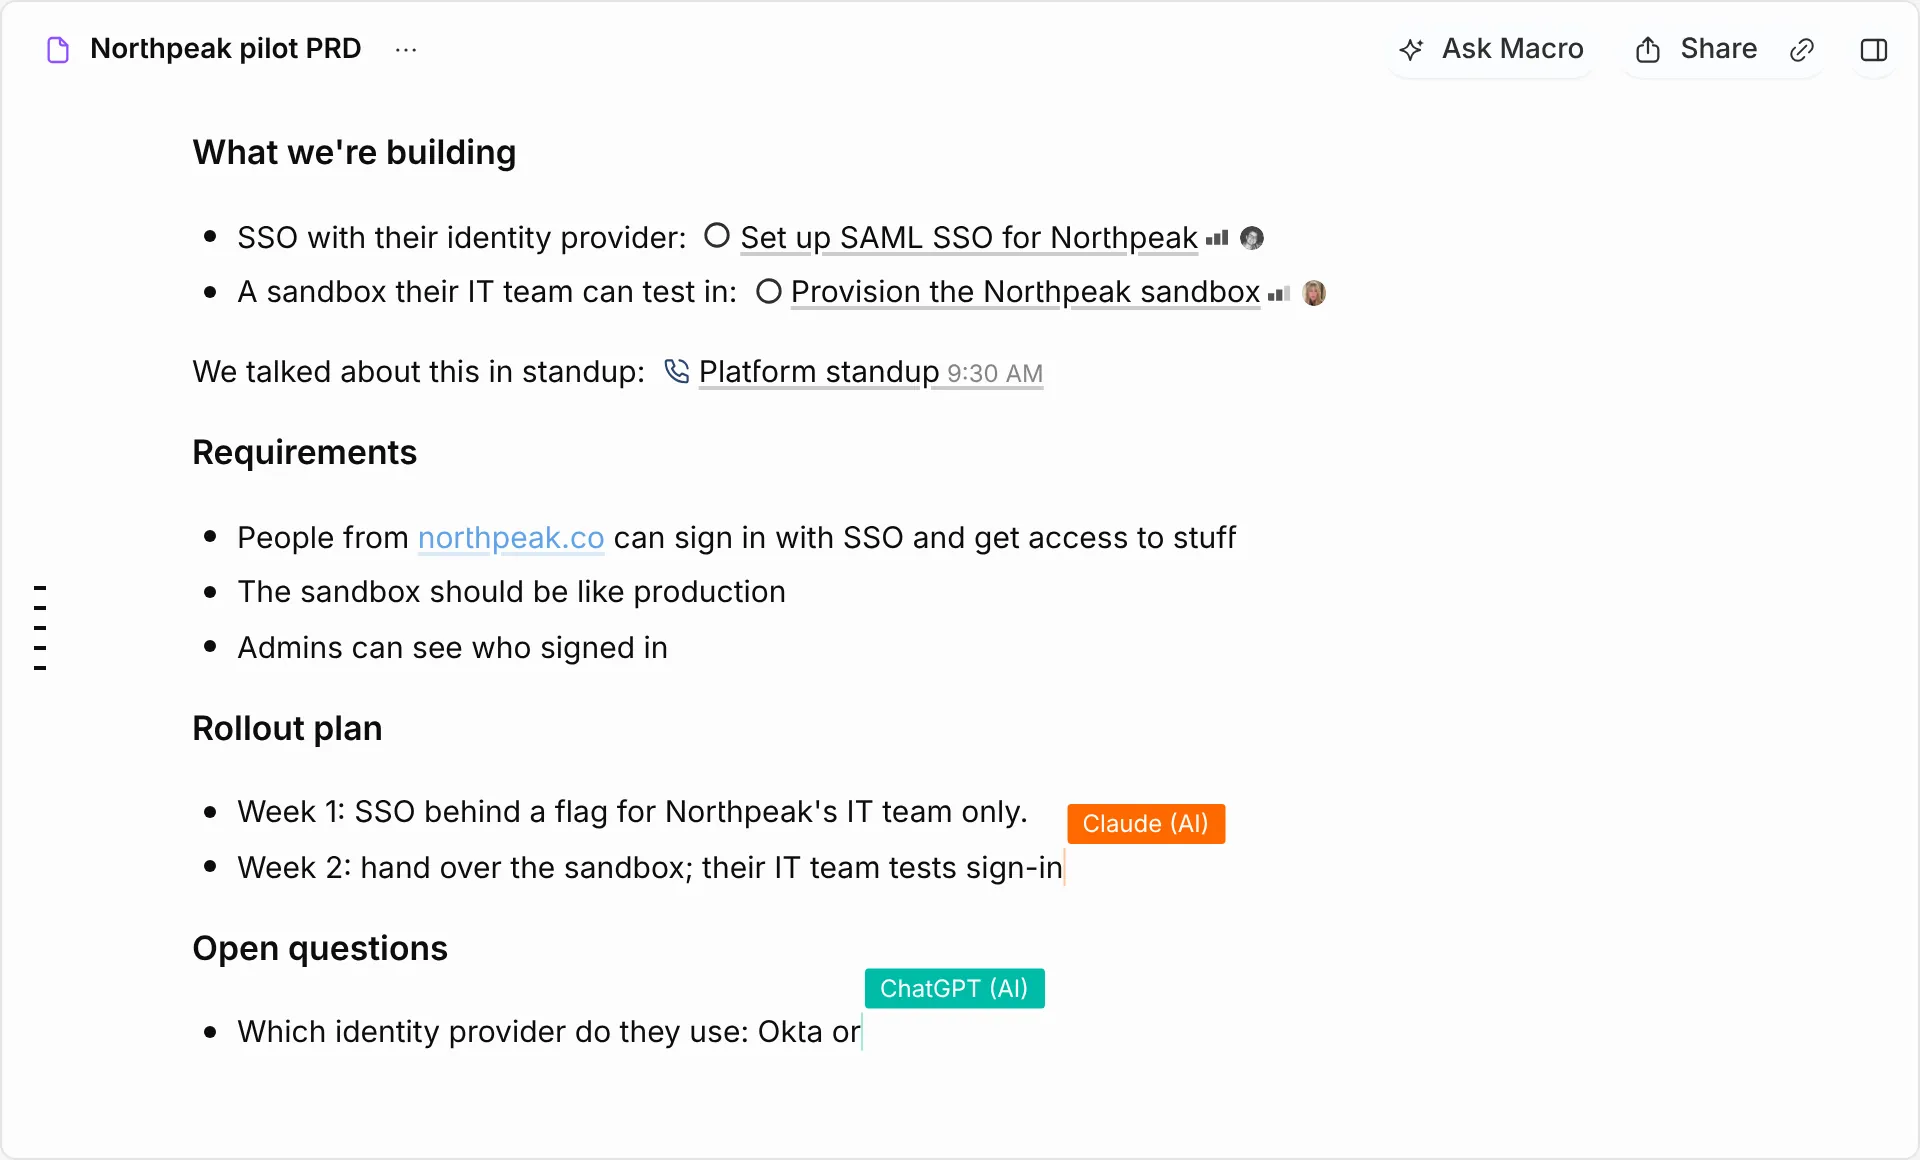 Northpeak pilot PRD ...
Ask Macro
Share
What we're building
SSO with their identity provider: Set up SAML SSO for Northpeak
A sandbox their IT team can test in: Provision the Northpeak sandbox
We talked about this in standup: Platform standup 9:30 AM
Requirements
People from northpeak.co can sign in with SSO and get access to stuff
The sandbox should be like production
Admins can see who signed in
Rollout plan
Week 1: SSO behind a flag for Northpeak's IT team only.
Claude (AI)
Week 2: hand over the sandbox; their IT team tests sign-in
Open questions
ChatGPT (AI)
Which identity provider do they use: Okta or